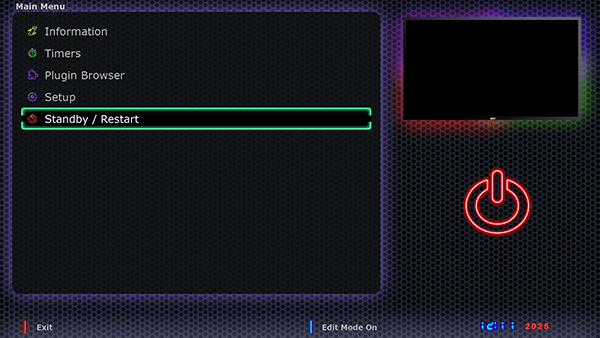 Main Menu
Information
Timers
Plugin Browser
Setup
Standby / Restart
Exit
Edit Mode On
2025